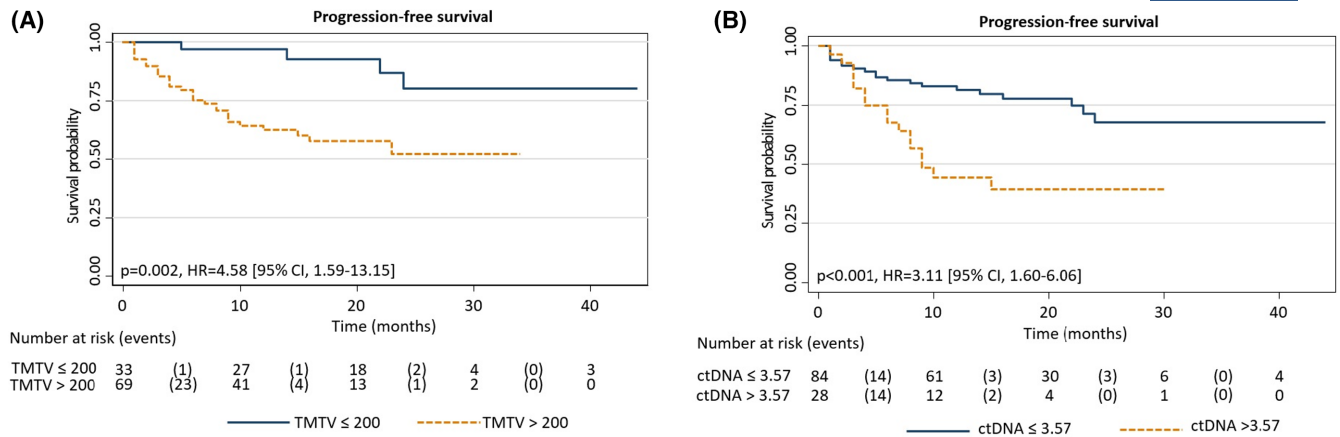 (A)
Progression-free survival
Survival probability
1.00
0.75
0.50
0.25
0.00
p=0.002, HR=4.58 [95% CI, 1.59-13.15]
0 10 20 30 40
Time (months)
Number at risk (events)
TMTV ≤ 200 33 (1) 27 (1) 18 (2) 4 (0) 3
TMTV > 200 69 (23) 41 (4) 13 (1) 2 (0) 0
TMTV ≤ 200 TMTV > 200
(B)
Progression-free survival
Survival probability
1.00
0.75
0.50
0.25
0.00
p<0.001, HR=3.11 [95% CI, 1.60-6.06]
0 10 20 30 40
Time (months)
Number at risk (events)
ctDNA ≤ 3.57 84 (14) 61 (3) 30 (3) 6 (0) 4
ctDNA > 3.57 28 (14) 12 (2) 4 (0) 1 (0) 0
ctDNA ≤ 3.57 ctDNA >3.57